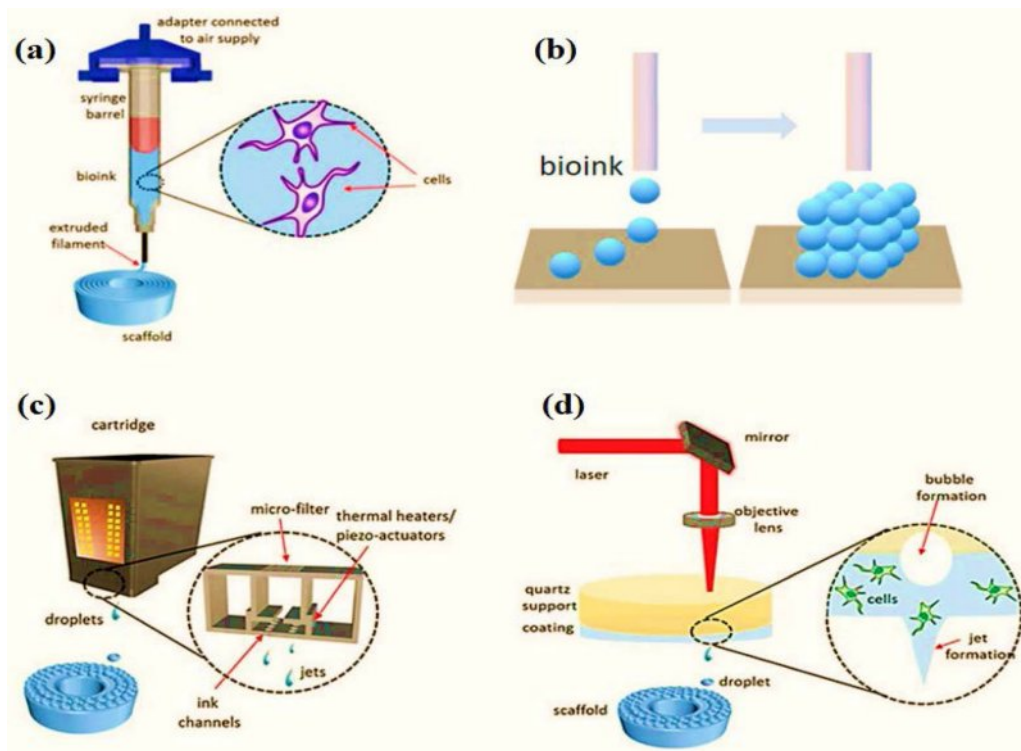 (a)
adapter connected
to air supply
syringe
barrel
bioink
cells
extruded
filament
scaffold
(b)
bioink
(c)
cartridge
micro-filter
thermal heaters/
piezo-actuators
droplets
jets
ink
channels
(d)
mirror
laser
objective
lens
bubble
formation
quartz
support
coating
cells
jet
formation
droplet
scaffold